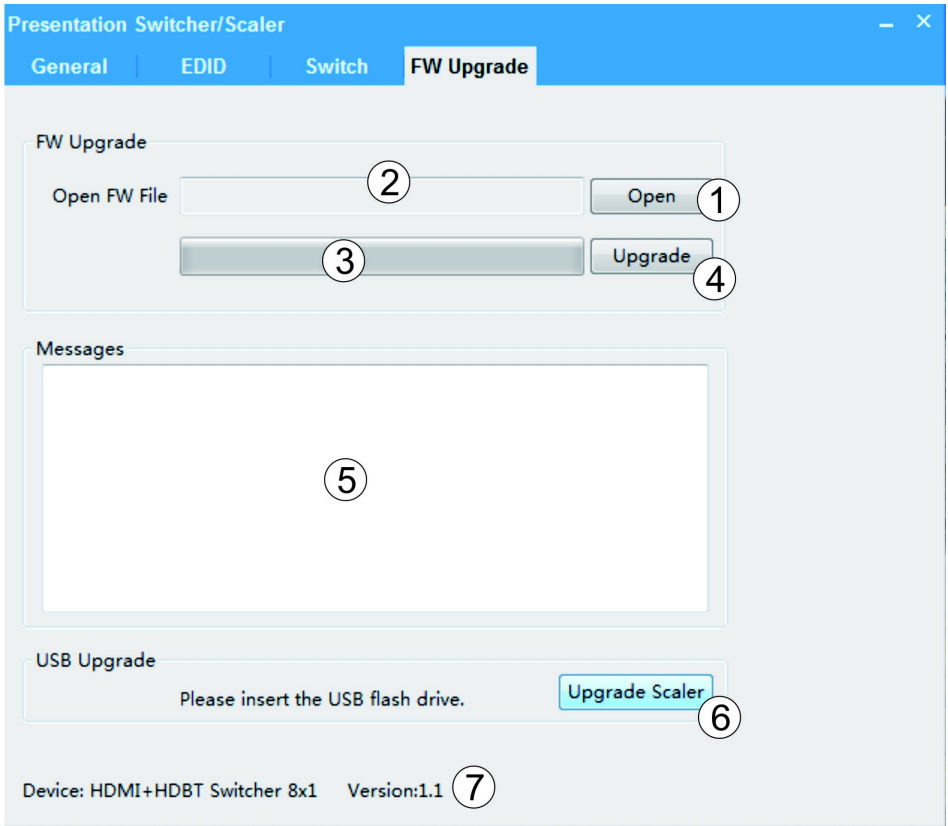 Presentation Switcher/Scaler
General EDID Switch FW Upgrade
FW Upgrade
Open FW File ② Open ①
③ Upgrade ④
Messages
⑤
USB Upgrade
Please insert the USB flash drive. Upgrade Scaler ⑥
Device: HDMI+HDBT Switcher 8x1 Version:1.1 ⑦